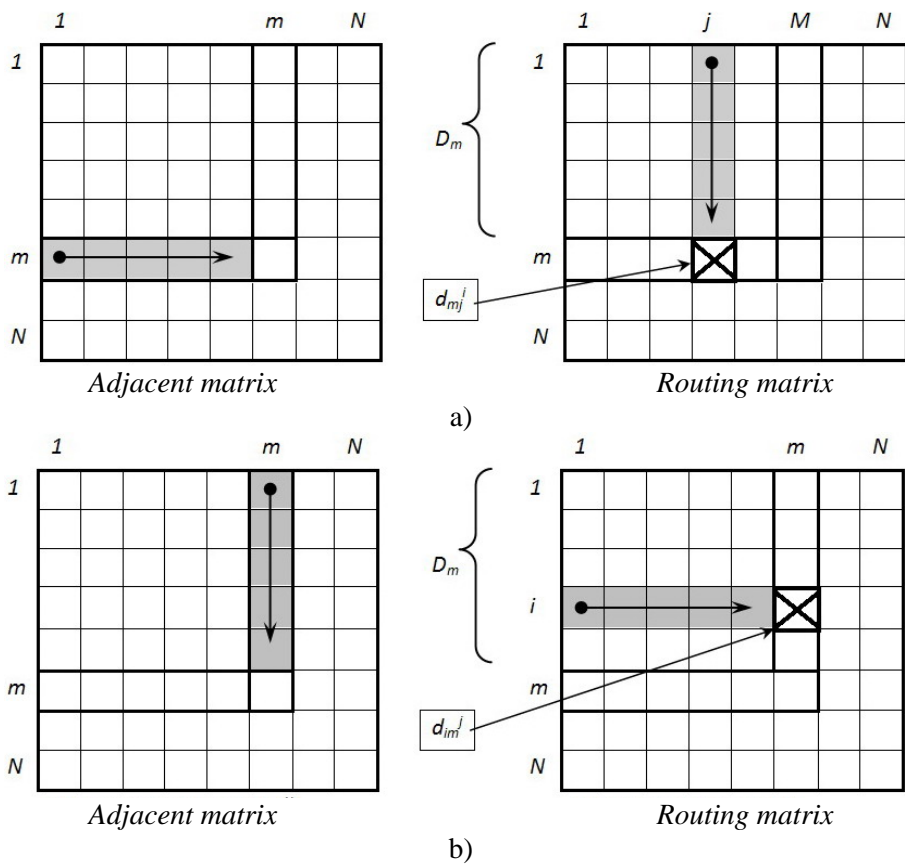 1 m N 1 j M N
1 1
D_m
m m
d_mj^i
N N
Adjacent matrix Routing matrix
a)
1 m N 1 m N
1 1
D_m
i
m m
d_im^j
N N
Adjacent matrix Routing matrix
b)